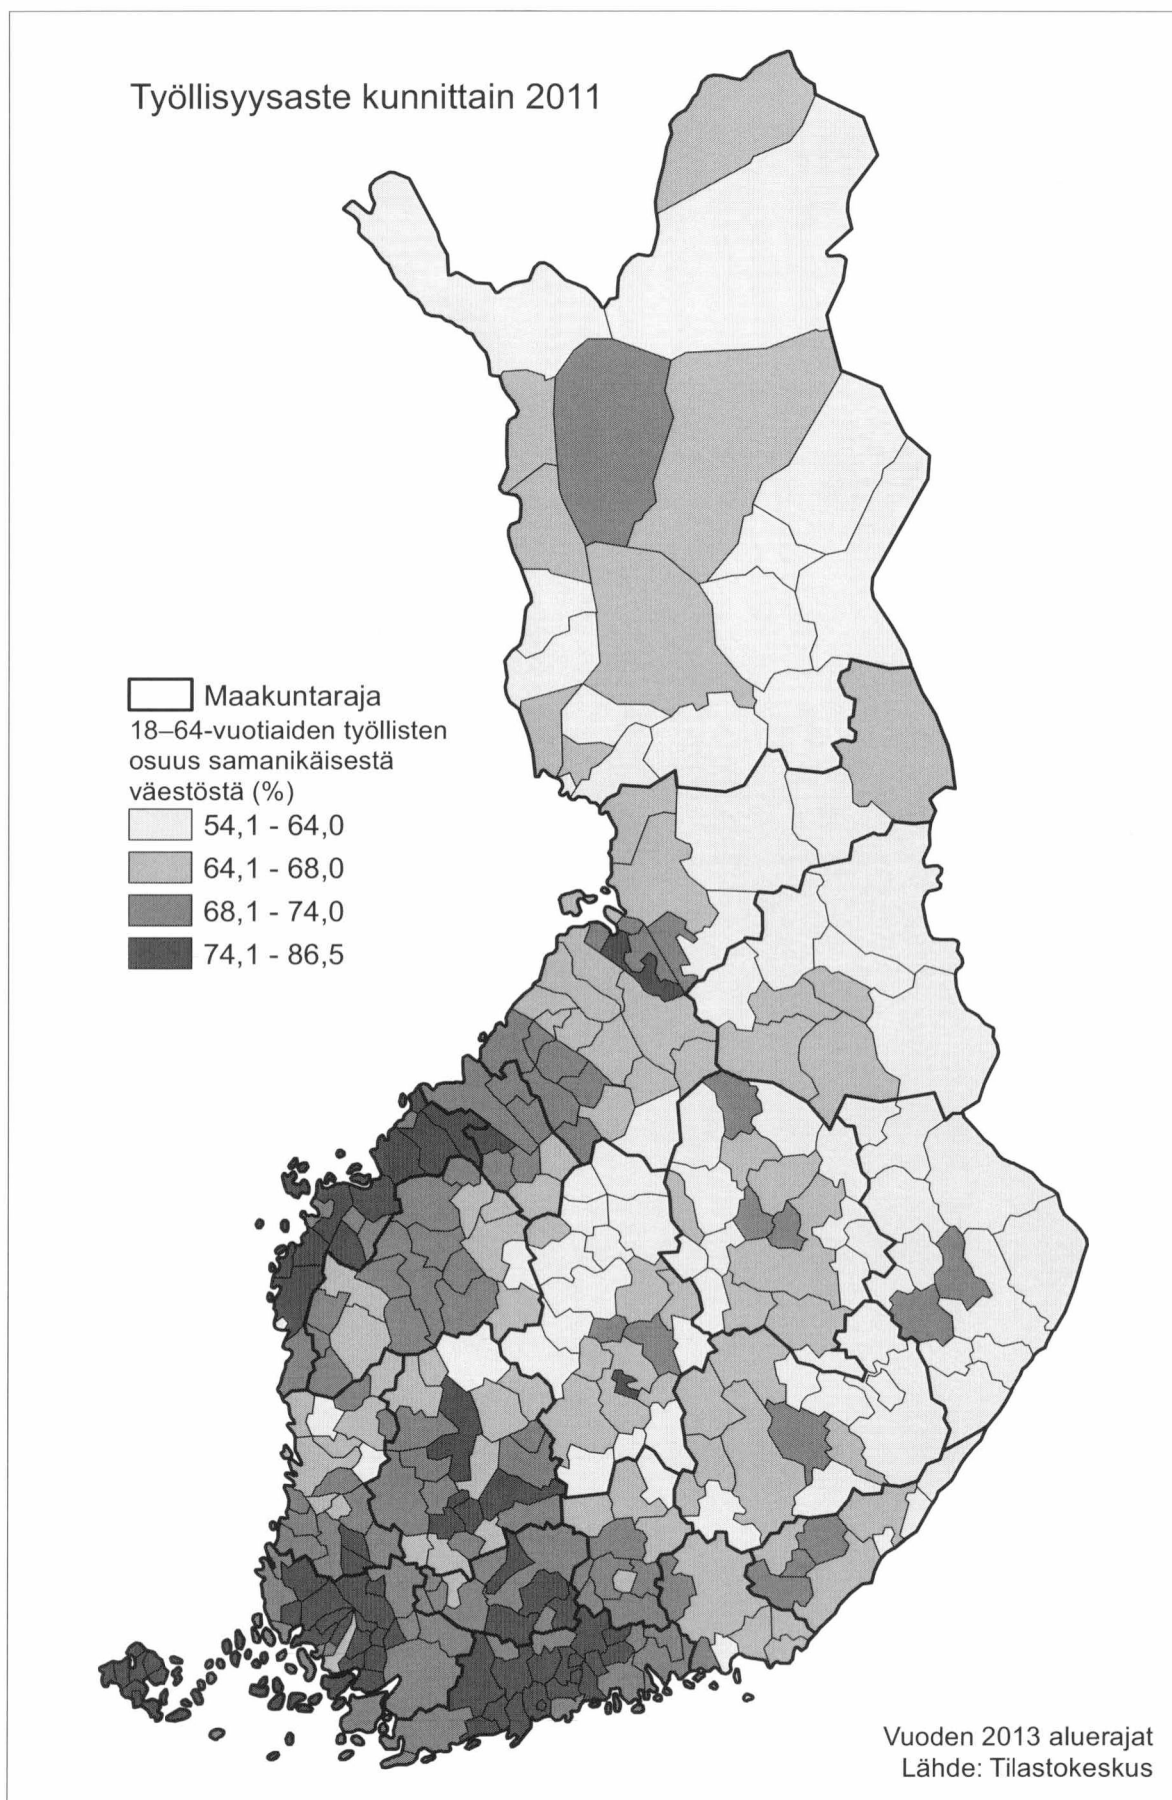 Työllisyysaste kunnittain 2011
Maakuntaraja
18–64-vuotiaiden työllisten
osuus samanikäisestä
väestöstä (%)
54,1 - 64,0
64,1 - 68,0
68,1 - 74,0
74,1 - 86,5
Vuoden 2013 aluerajat
Lähde: Tilastokeskus